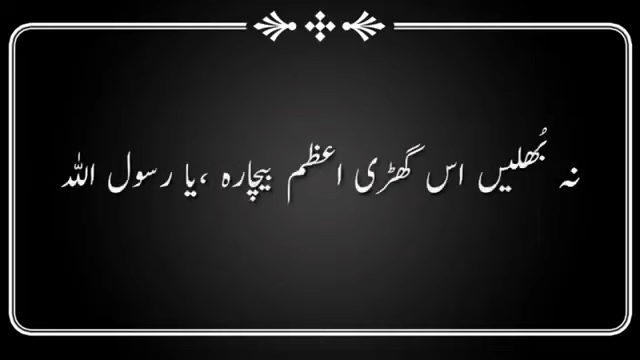 نہ بُھلیں اس گھڑی اعظم بیچارہ ،یا رسول اللہ